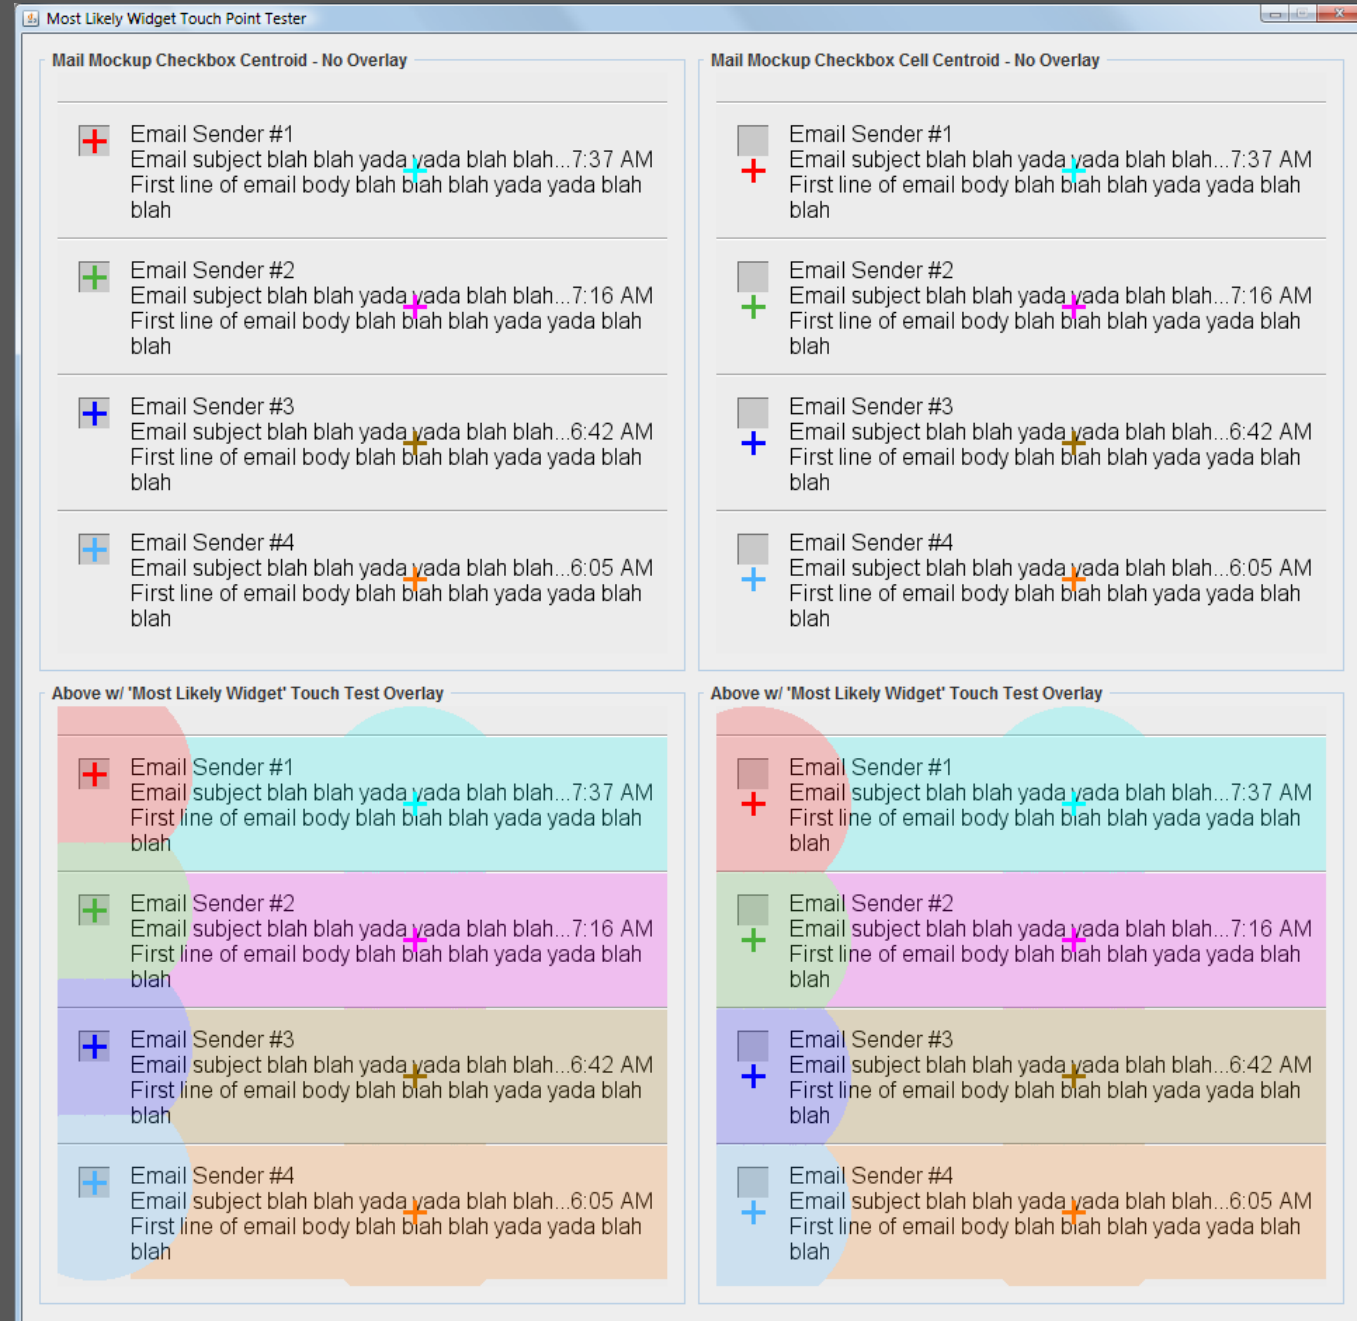 Most Likely Widget Touch Point Tester
Mail Mockup Checkbox Centroid - No Overlay
Email Sender #1
Email subject blah blah yada yada blah blah...7:37 AM
First line of email body blah blah blah yada yada blah
blah
Email Sender #2
Email subject blah blah yada yada blah blah...7:16 AM
First line of email body blah blah blah yada yada blah
blah
Email Sender #3
Email subject blah blah yada yada blah blah...6:42 AM
First line of email body blah blah blah yada yada blah
blah
Email Sender #4
Email subject blah blah yada yada blah blah...6:05 AM
First line of email body blah blah blah yada yada blah
blah
Mail Mockup Checkbox Cell Centroid - No Overlay
Email Sender #1
Email subject blah blah yada yada blah blah...7:37 AM
First line of email body blah blah blah yada yada blah
blah
Email Sender #2
Email subject blah blah yada yada blah blah...7:16 AM
First line of email body blah blah blah yada yada blah
blah
Email Sender #3
Email subject blah blah yada yada blah blah...6:42 AM
First line of email body blah blah blah yada yada blah
blah
Email Sender #4
Email subject blah blah yada yada blah blah...6:05 AM
First line of email body blah blah blah yada yada blah
blah
Above w/ 'Most Likely Widget' Touch Test Overlay
Email Sender #1
Email subject blah blah yada yada blah blah...7:37 AM
First line of email body blah blah blah yada yada blah
blah
Email Sender #2
Email subject blah blah yada yada blah blah...7:16 AM
First line of email body blah blah blah yada yada blah
blah
Email Sender #3
Email subject blah blah yada yada blah blah...6:42 AM
First line of email body blah blah blah yada yada blah
blah
Email Sender #4
Email subject blah blah yada yada blah blah...6:05 AM
First line of email body blah blah blah yada yada blah
blah
Above w/ 'Most Likely Widget' Touch Test Overlay
Email Sender #1
Email subject blah blah yada yada blah blah...7:37 AM
First line of email body blah blah blah yada yada blah
blah
Email Sender #2
Email subject blah blah yada yada blah blah...7:16 AM
First line of email body blah blah blah yada yada blah
blah
Email Sender #3
Email subject blah blah yada yada blah blah...6:42 AM
First line of email body blah blah blah yada yada blah
blah
Email Sender #4
Email subject blah blah yada yada blah blah...6:05 AM
First line of email body blah blah blah yada yada blah
blah